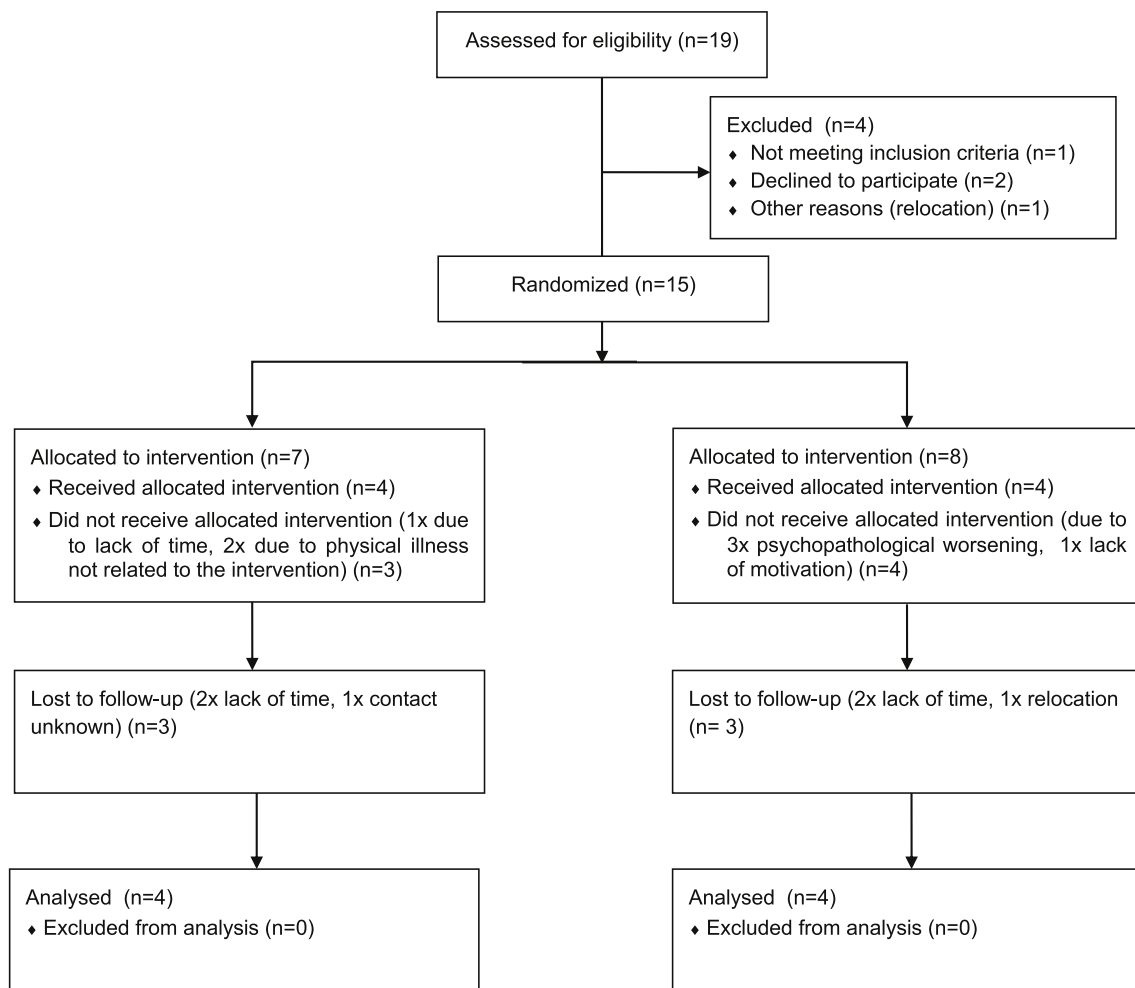 Assessed for eligibility (n=19)
Excluded (n=4)
♦ Not meeting inclusion criteria (n=1)
♦ Declined to participate (n=2)
♦ Other reasons (relocation) (n=1)
Randomized (n=15)
Allocated to intervention (n=7)
♦ Received allocated intervention (n=4)
♦ Did not receive allocated intervention (1x due
to lack of time, 2x due to physical illness
not related to the intervention) (n=3)
Allocated to intervention (n=8)
♦ Received allocated intervention (n=4)
♦ Did not receive allocated intervention (due to
3x psychopathological worsening, 1x lack
of motivation) (n=4)
Lost to follow-up (2x lack of time, 1x contact
unknown) (n=3)
Lost to follow-up (2x lack of time, 1x relocation
(n= 3)
Analysed (n=4)
♦ Excluded from analysis (n=0)
Analysed (n=4)
♦ Excluded from analysis (n=0)